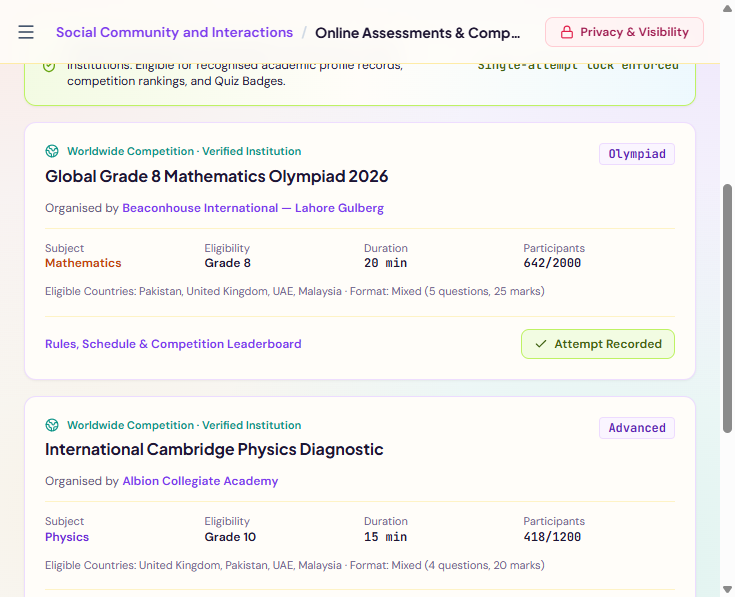 Social Community and Interactions / Online Assessments & Comp... Privacy & Visibility
institutions. Eligible for recognised academic profile records, Single-attempt lock enforced
competition rankings, and Quiz Badges.
Worldwide Competition · Verified Institution Olympiad
Global Grade 8 Mathematics Olympiad 2026
Organised by Beaconhouse International — Lahore Gulberg
Subject Eligibility Duration Participants
Mathematics Grade 8 20 min 642/2000
Eligible Countries: Pakistan, United Kingdom, UAE, Malaysia · Format: Mixed (5 questions, 25 marks)
Rules, Schedule & Competition Leaderboard Attempt Recorded
Worldwide Competition · Verified Institution Advanced
International Cambridge Physics Diagnostic
Organised by Albion Collegiate Academy
Subject Eligibility Duration Participants
Physics Grade 10 15 min 418/1200
Eligible Countries: United Kingdom, Pakistan, UAE, Malaysia · Format: Mixed (4 questions, 20 marks)